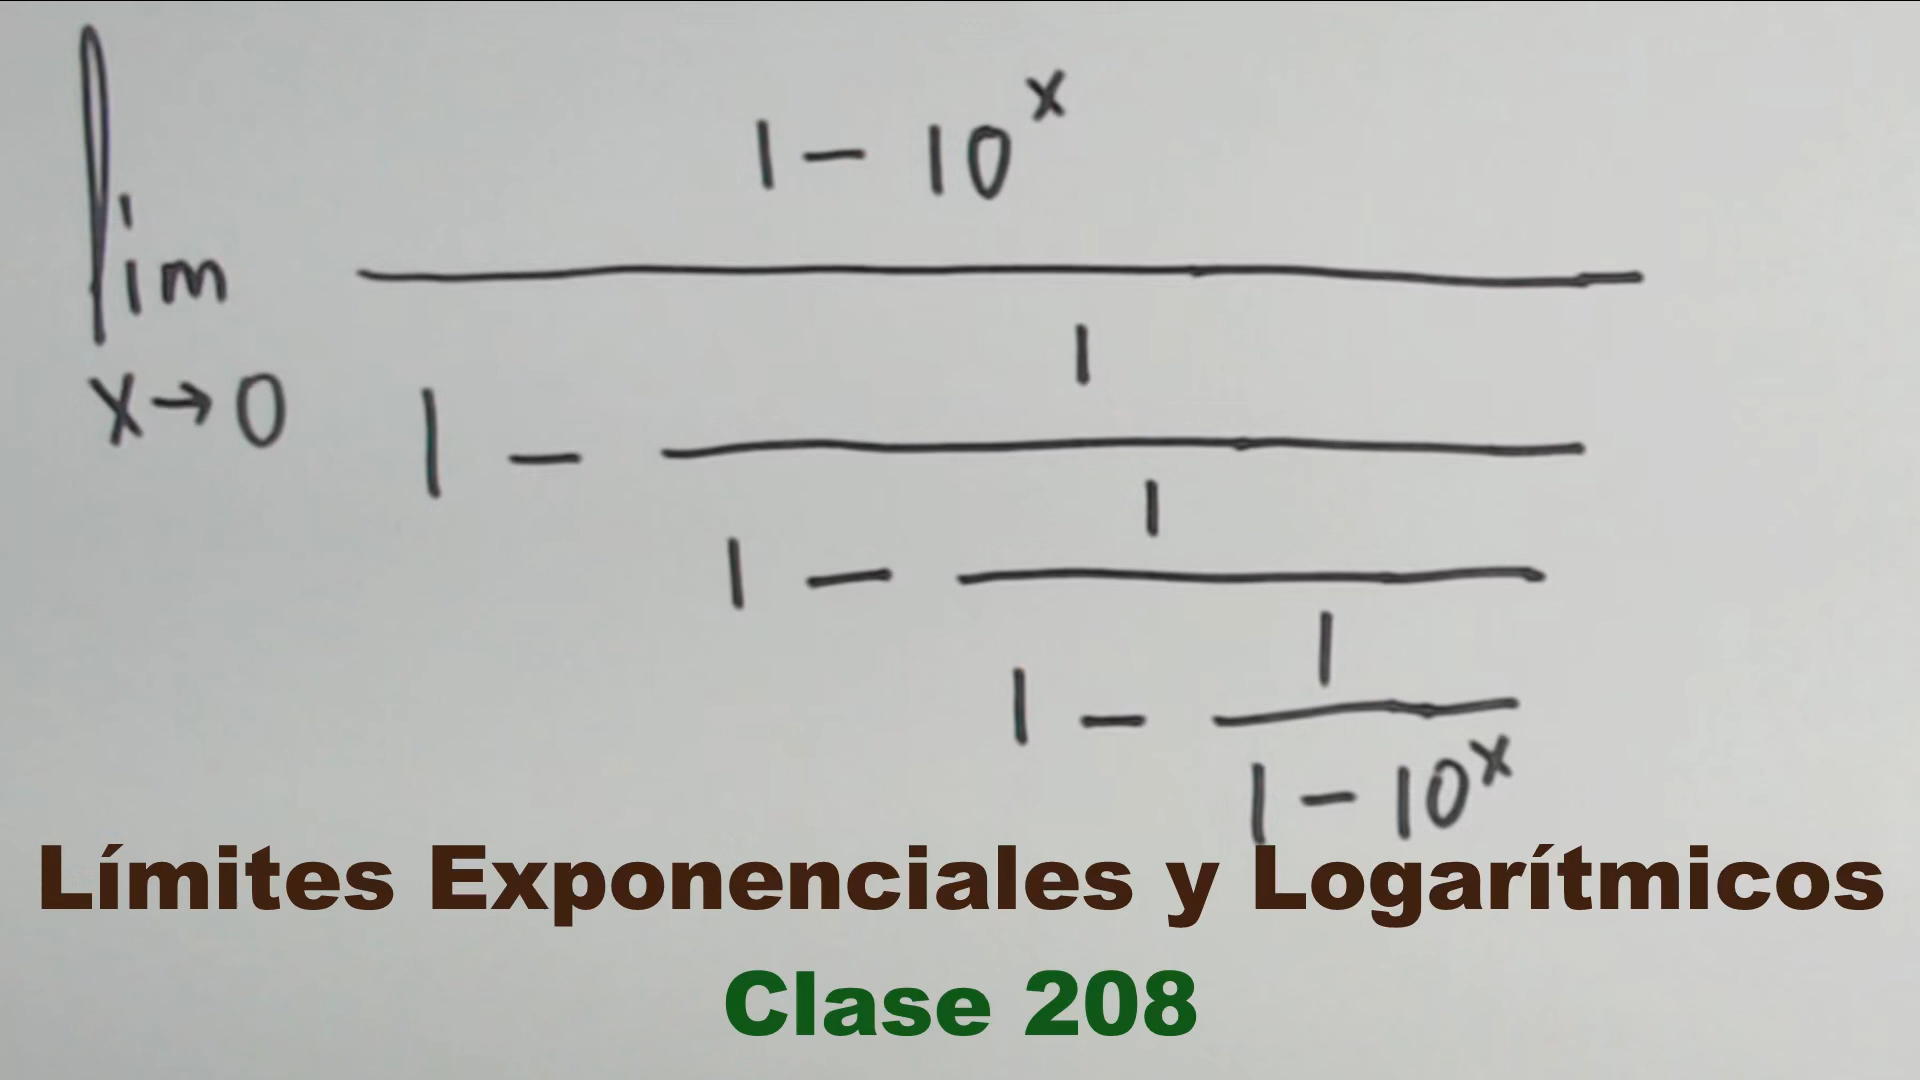 lim x→0
1 - 10^x
1
1 -
1
1 -
1
1 -
1 - 10^x
Límites Exponenciales y Logarítmicos
Clase 208